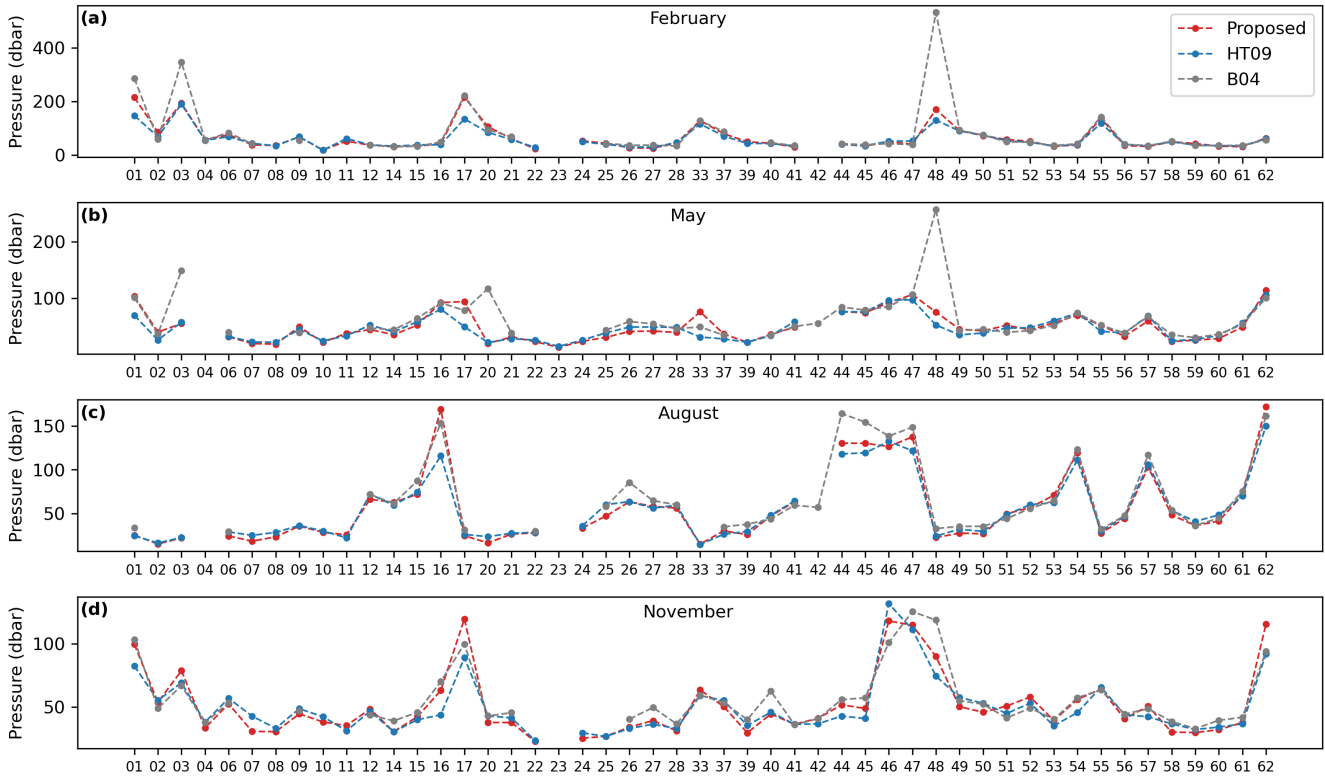 (a)
February
Proposed
HT09
B04
Pressure (dbar)
400
200
0
01 02 03 04 06 07 08 09 10 11 12 14 15 16 17 20 21 22 23 24 25 26 27 28 33 37 39 40 41 42 44 45 46 47 48 49 50 51 52 53 54 55 56 57 58 59 60 61 62
(b)
May
Pressure (dbar)
200
100
01 02 03 04 06 07 08 09 10 11 12 14 15 16 17 20 21 22 23 24 25 26 27 28 33 37 39 40 41 42 44 45 46 47 48 49 50 51 52 53 54 55 56 57 58 59 60 61 62
(c)
August
Pressure (dbar)
150
100
50
01 02 03 04 06 07 08 09 10 11 12 14 15 16 17 20 21 22 23 24 25 26 37 28 33 37 39 40 41 42 44 45 46 47 48 49 50 51 52 53 54 55 56 57 58 59 60 61 62
(d)
November
Pressure (dbar)
100
50
01 02 03 04 06 07 08 09 10 11 12 14 15 16 17 20 21 22 23 24 25 26 27 28 33 37 39 40 41 42 44 45 46 47 48 49 50 51 52 53 54 55 56 57 58 59 60 61 62